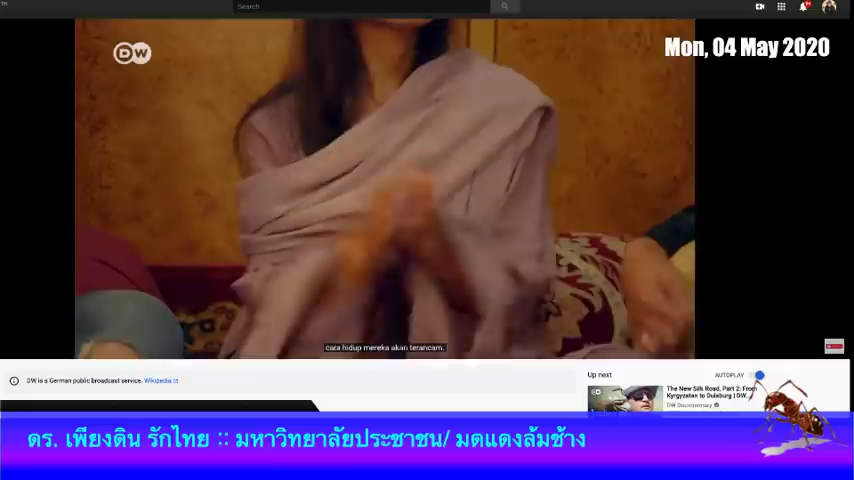 Search
DW
Mon, 04 May 2020
cara hidup mereka akan terancam.
DW is a German public broadcast service. Wikipedia
Up next
AUTOPLAY
The New Silk Road, Part 2: From
Kyrgyzstan to Duisburg | DW...
DW Documentary
ดร. เพียงดิน รักไทย :: มหาวิทยาลัยประชาชน/ มดแดงล้มช้าง